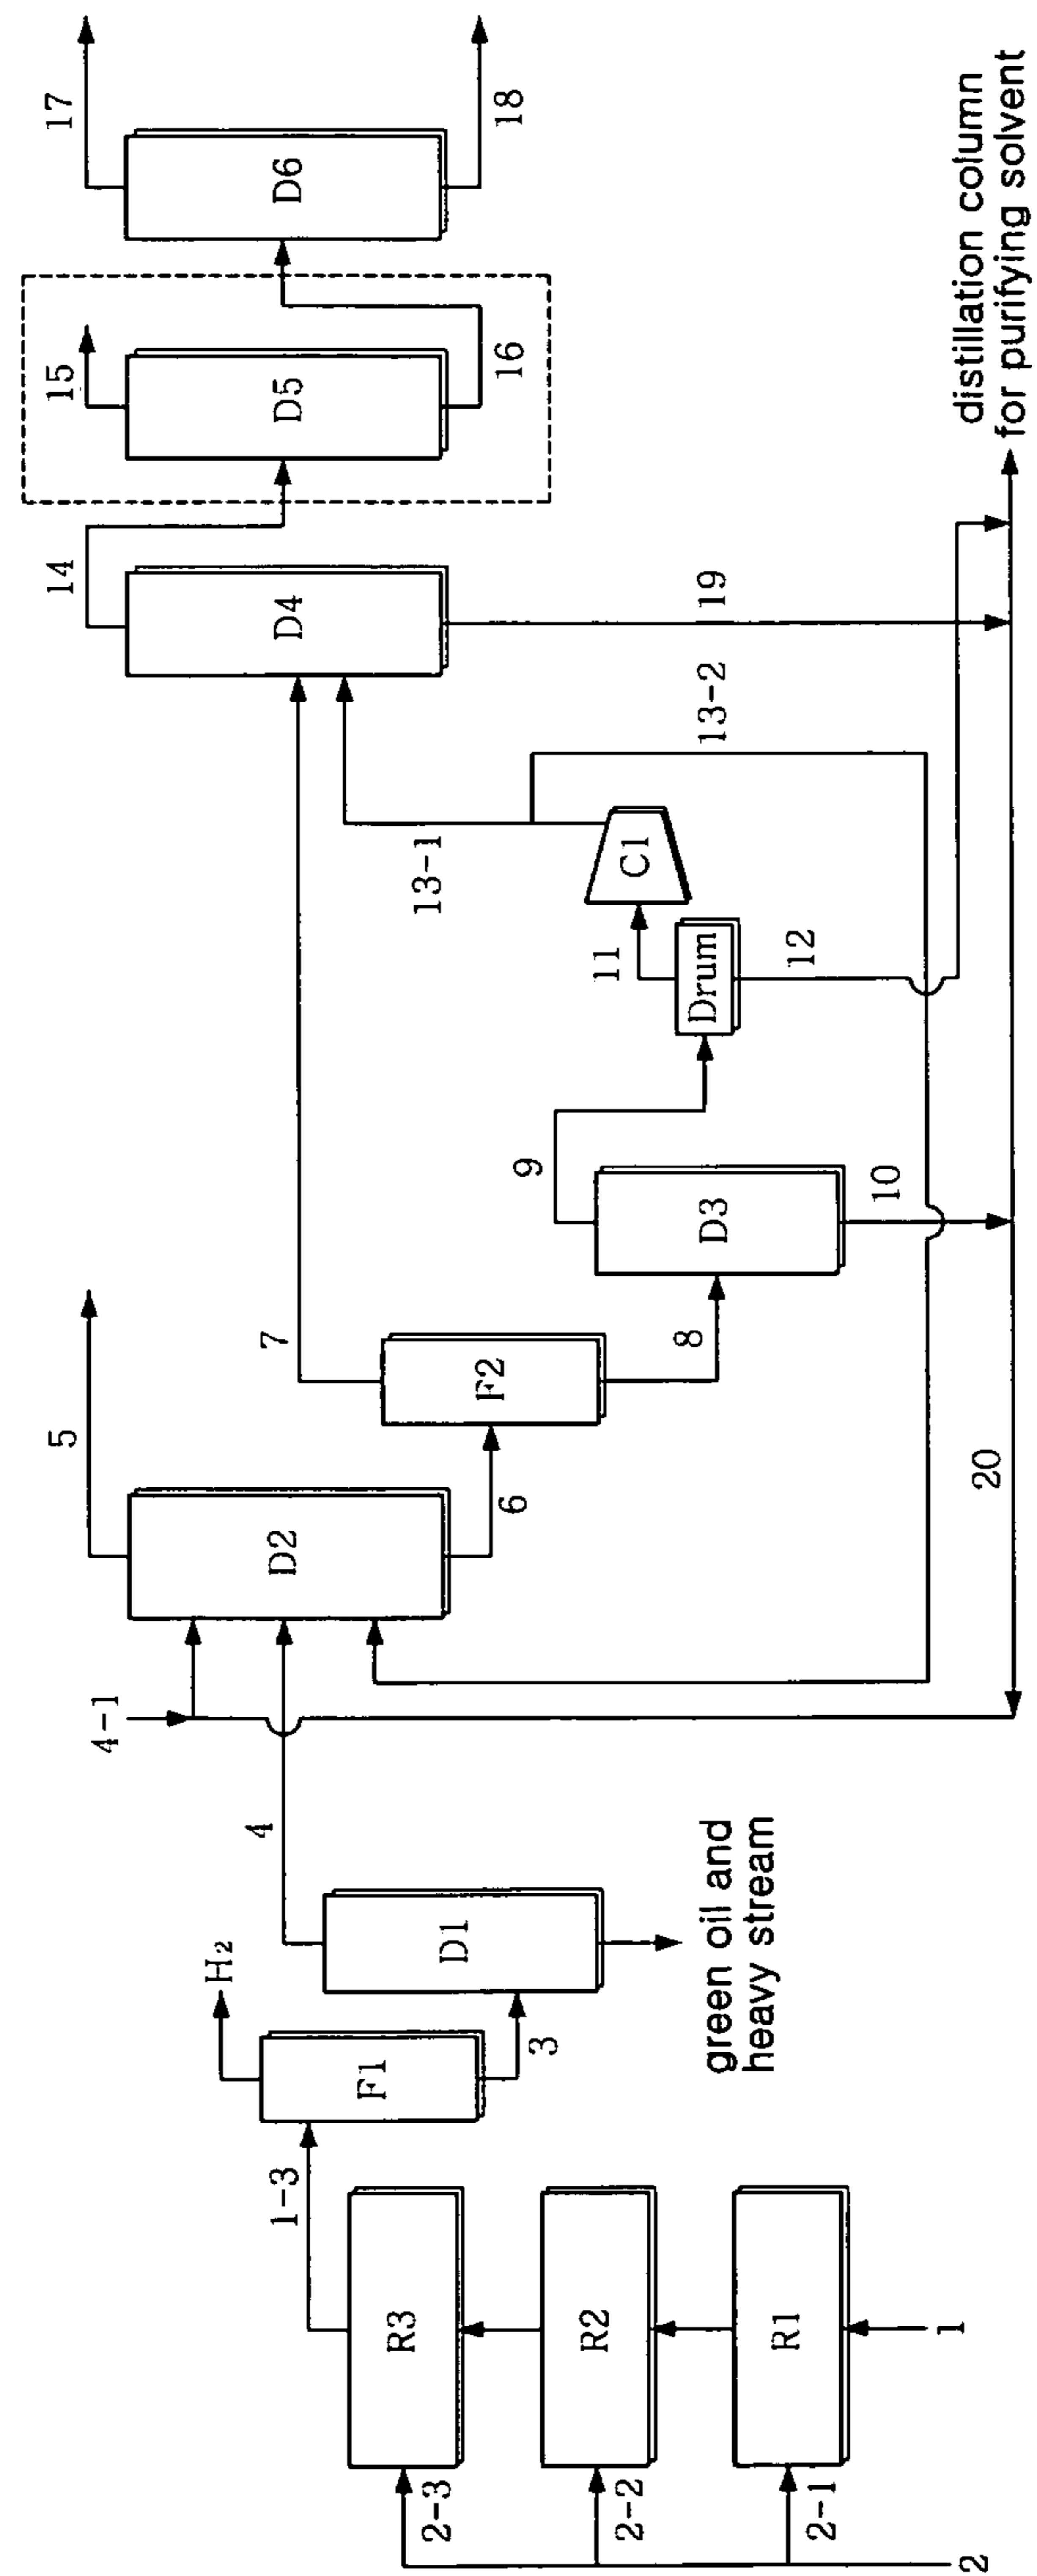 2
2-1
2-2
2-3
1
R1
R2
R3
1-3
F1
H2
3
D1
green oil and
heavy stream
4
4-1
D2
5
6
F2
7
8
D3
9
10
20
Drum
11
12
C1
13-1
13-2
D4
14
19
D5
15
16
D6
17
18
distillation column
for purifying solvent